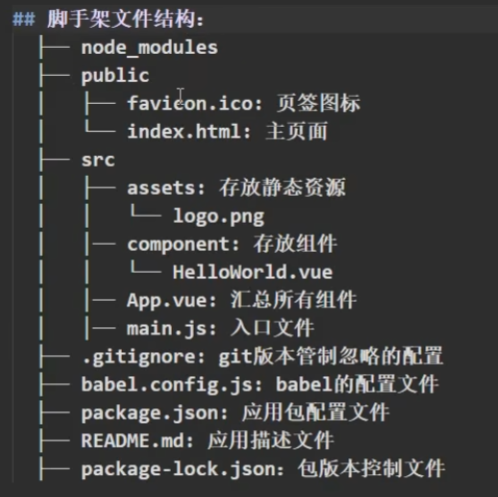 ## 脚手架文件结构：
├── node_modules
├── public
│   ├── favicon.ico: 页签图标
│   └── index.html: 主页面
├── src
│   ├── assets: 存放静态资源
│   │   └── logo.png
│   │── component: 存放组件
│   │   └── HelloWorld.vue
│   │── App.vue: 汇总所有组件
│   │── main.js: 入口文件
├── .gitignore: git版本管制忽略的配置
├── babel.config.js: babel的配置文件
├── package.json: 应用包配置文件
├── README.md: 应用描述文件
├── package-lock.json: 包版本控制文件